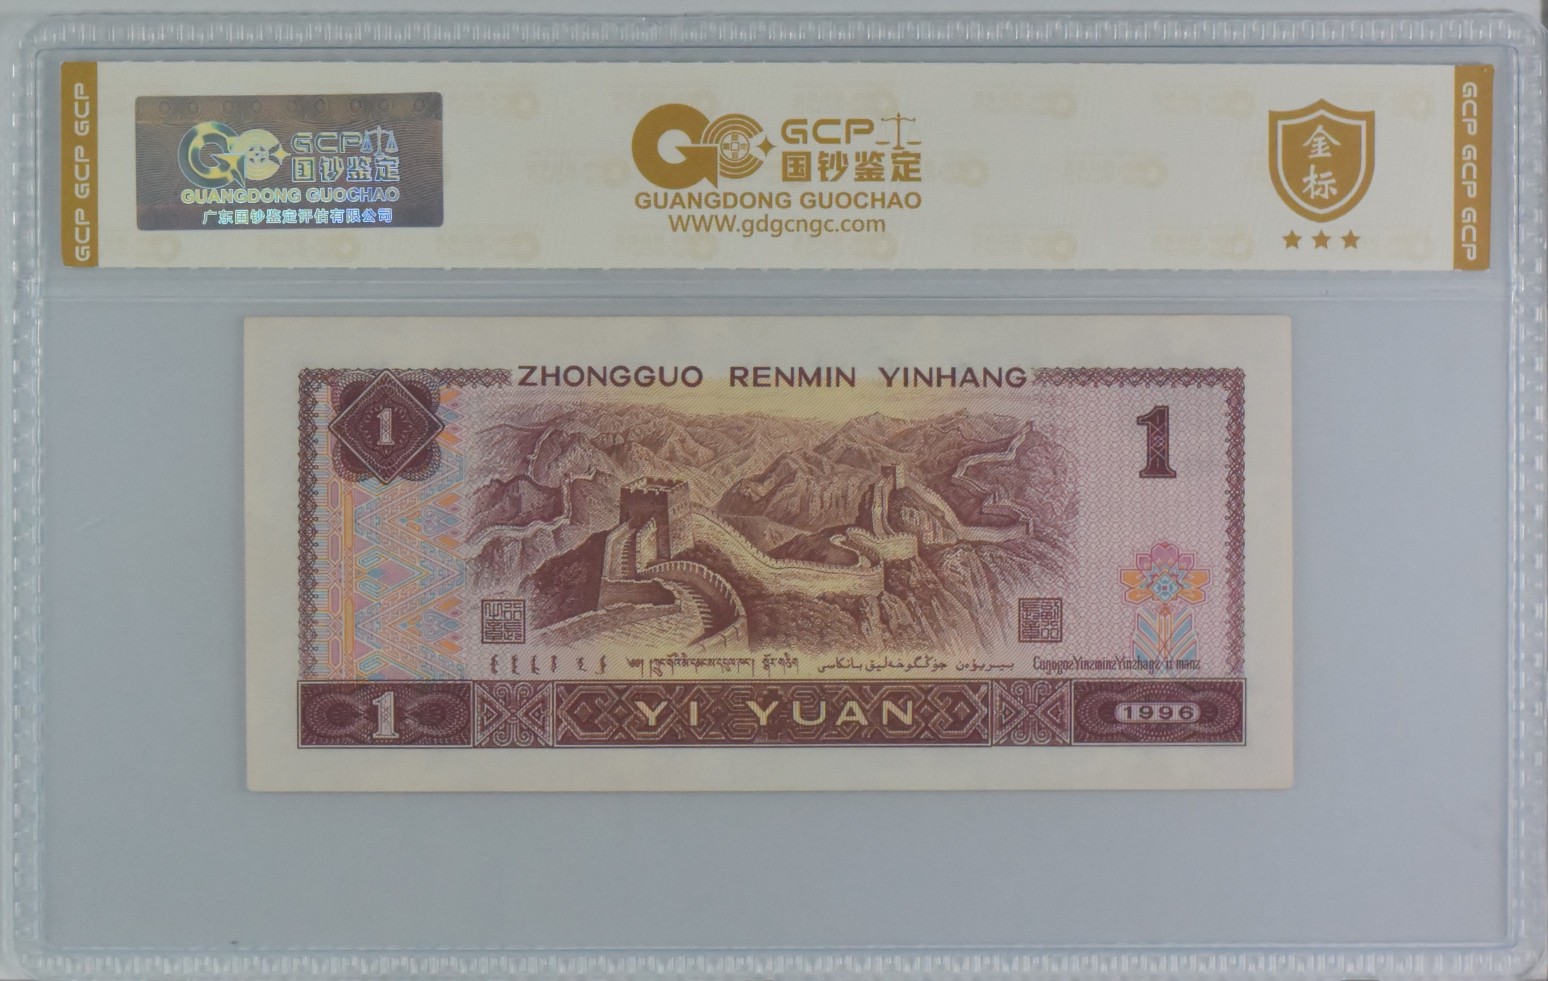 GCP GCP GCP
GCP
国钞鉴定
GUANGDONG GUOCHAO
广东国钞鉴定评估有限公司
GCP
国钞鉴定
GUANGDONG GUOCHAO
WWW.gdgcngc.com
金标
GCP GCP GCP
ZHONGGUO RENMIN YINHANG
1
1
1
YI YUAN
1996